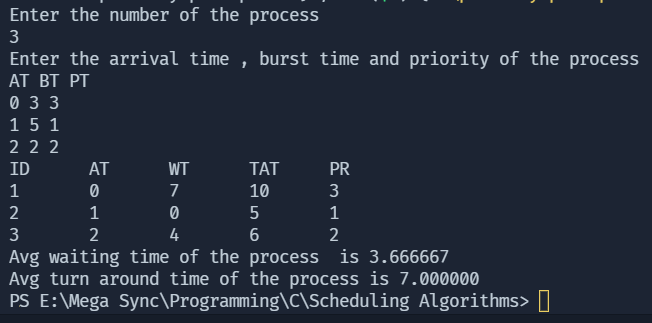 Enter the number of the process
3
Enter the arrival time , burst time and priority of the process
AT BT PT
0 3 3
1 5 1
2 2 2
ID AT WT TAT PR
1 0 7 10 3
2 1 0 5 1
3 2 4 6 2
Avg waiting time of the process  is 3.666667
Avg turn around time of the process is 7.000000
PS E:\Mega Sync\Programming\C\Scheduling Algorithms>